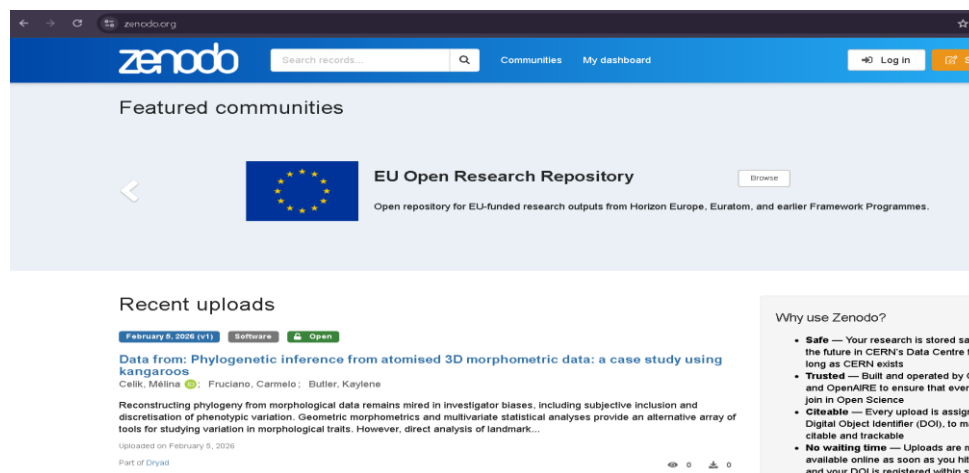 zenodo.org
zenodo
Search records...
Communities
My dashboard
Log in
Featured communities
EU Open Research Repository
Browse
Open repository for EU-funded research outputs from Horizon Europe, Euratom, and earlier Framework Programmes.
Recent uploads
February 5, 2026 (v1)
Software
Open
Data from: Phylogenetic inference from atomised 3D morphometric data: a case study using
kangaroos
Celik, Mélina iD; Fruciano, Carmelo; Butler, Kaylene
Reconstructing phylogeny from morphological data remains mired in investigator biases, including subjective inclusion and
discretisation of phenotypic variation. Geometric morphometrics and multivariate statistical analyses provide an alternative array of
tools for studying variation in morphological traits. However, direct analysis of landmark...
Uploaded on February 5, 2026
Part of Dryad
0
0
Why use Zenodo?
Safe — Your research is stored
the future in CERN's Data Centre
long as CERN exists
Trusted — Built and operated by
and OpenAIRE to ensure that
join in Open Science
Citeable — Every upload is
Digital Object Identifier (DOI), to
citable and trackable
No waiting time — Uploads are
available online as soon as you hit
and your DOI is registered within